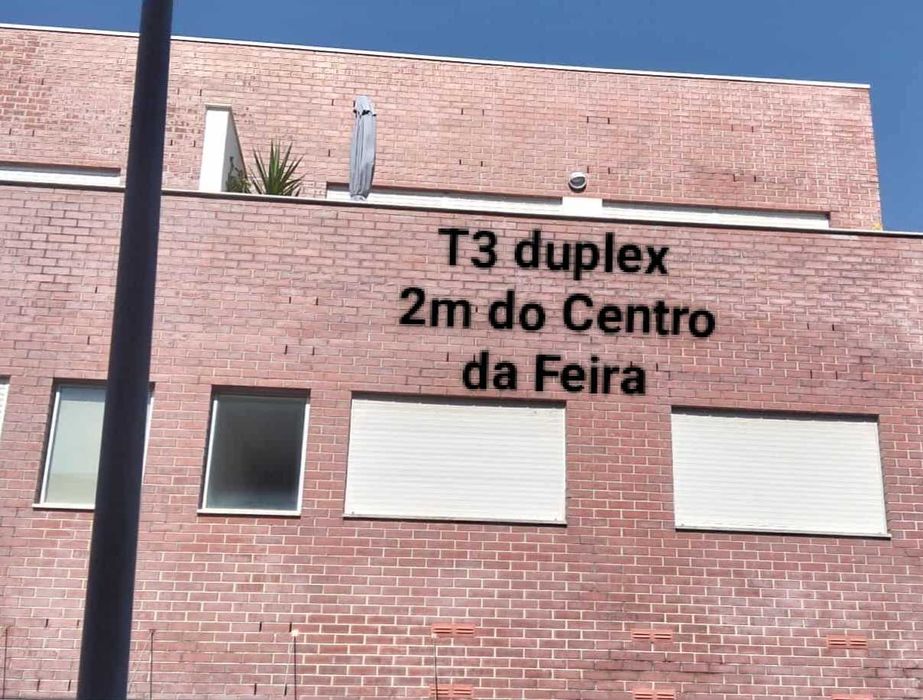 T3 duplex
2m do Centro
da Feira